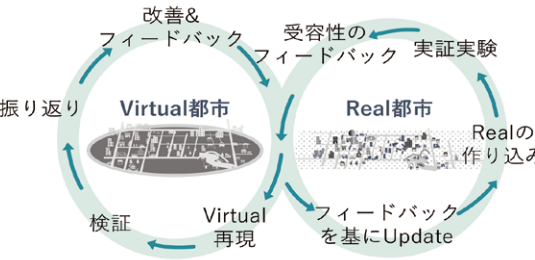 改善&
フィードバック
受容性の
フィードバック
実証実験
振り返り
Virtual都市
Real都市
Realの
作り込み
検証
Virtual
再現
フィードバック
を基にUpdate